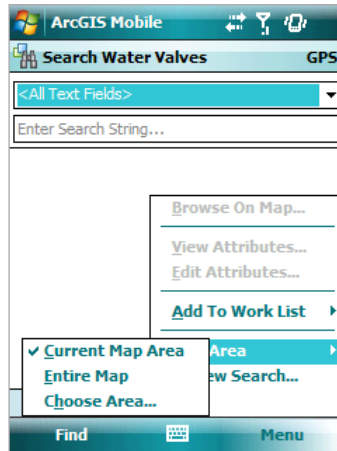 ArcGIS Mobile
Search Water Valves GPS
<All Text Fields>
Enter Search String...
Browse On Map...
View Attributes...
Edit Attributes...
Add To Work List
Area
Search...
Current Map Area
Entire Map
Choose Area...
Find Menu